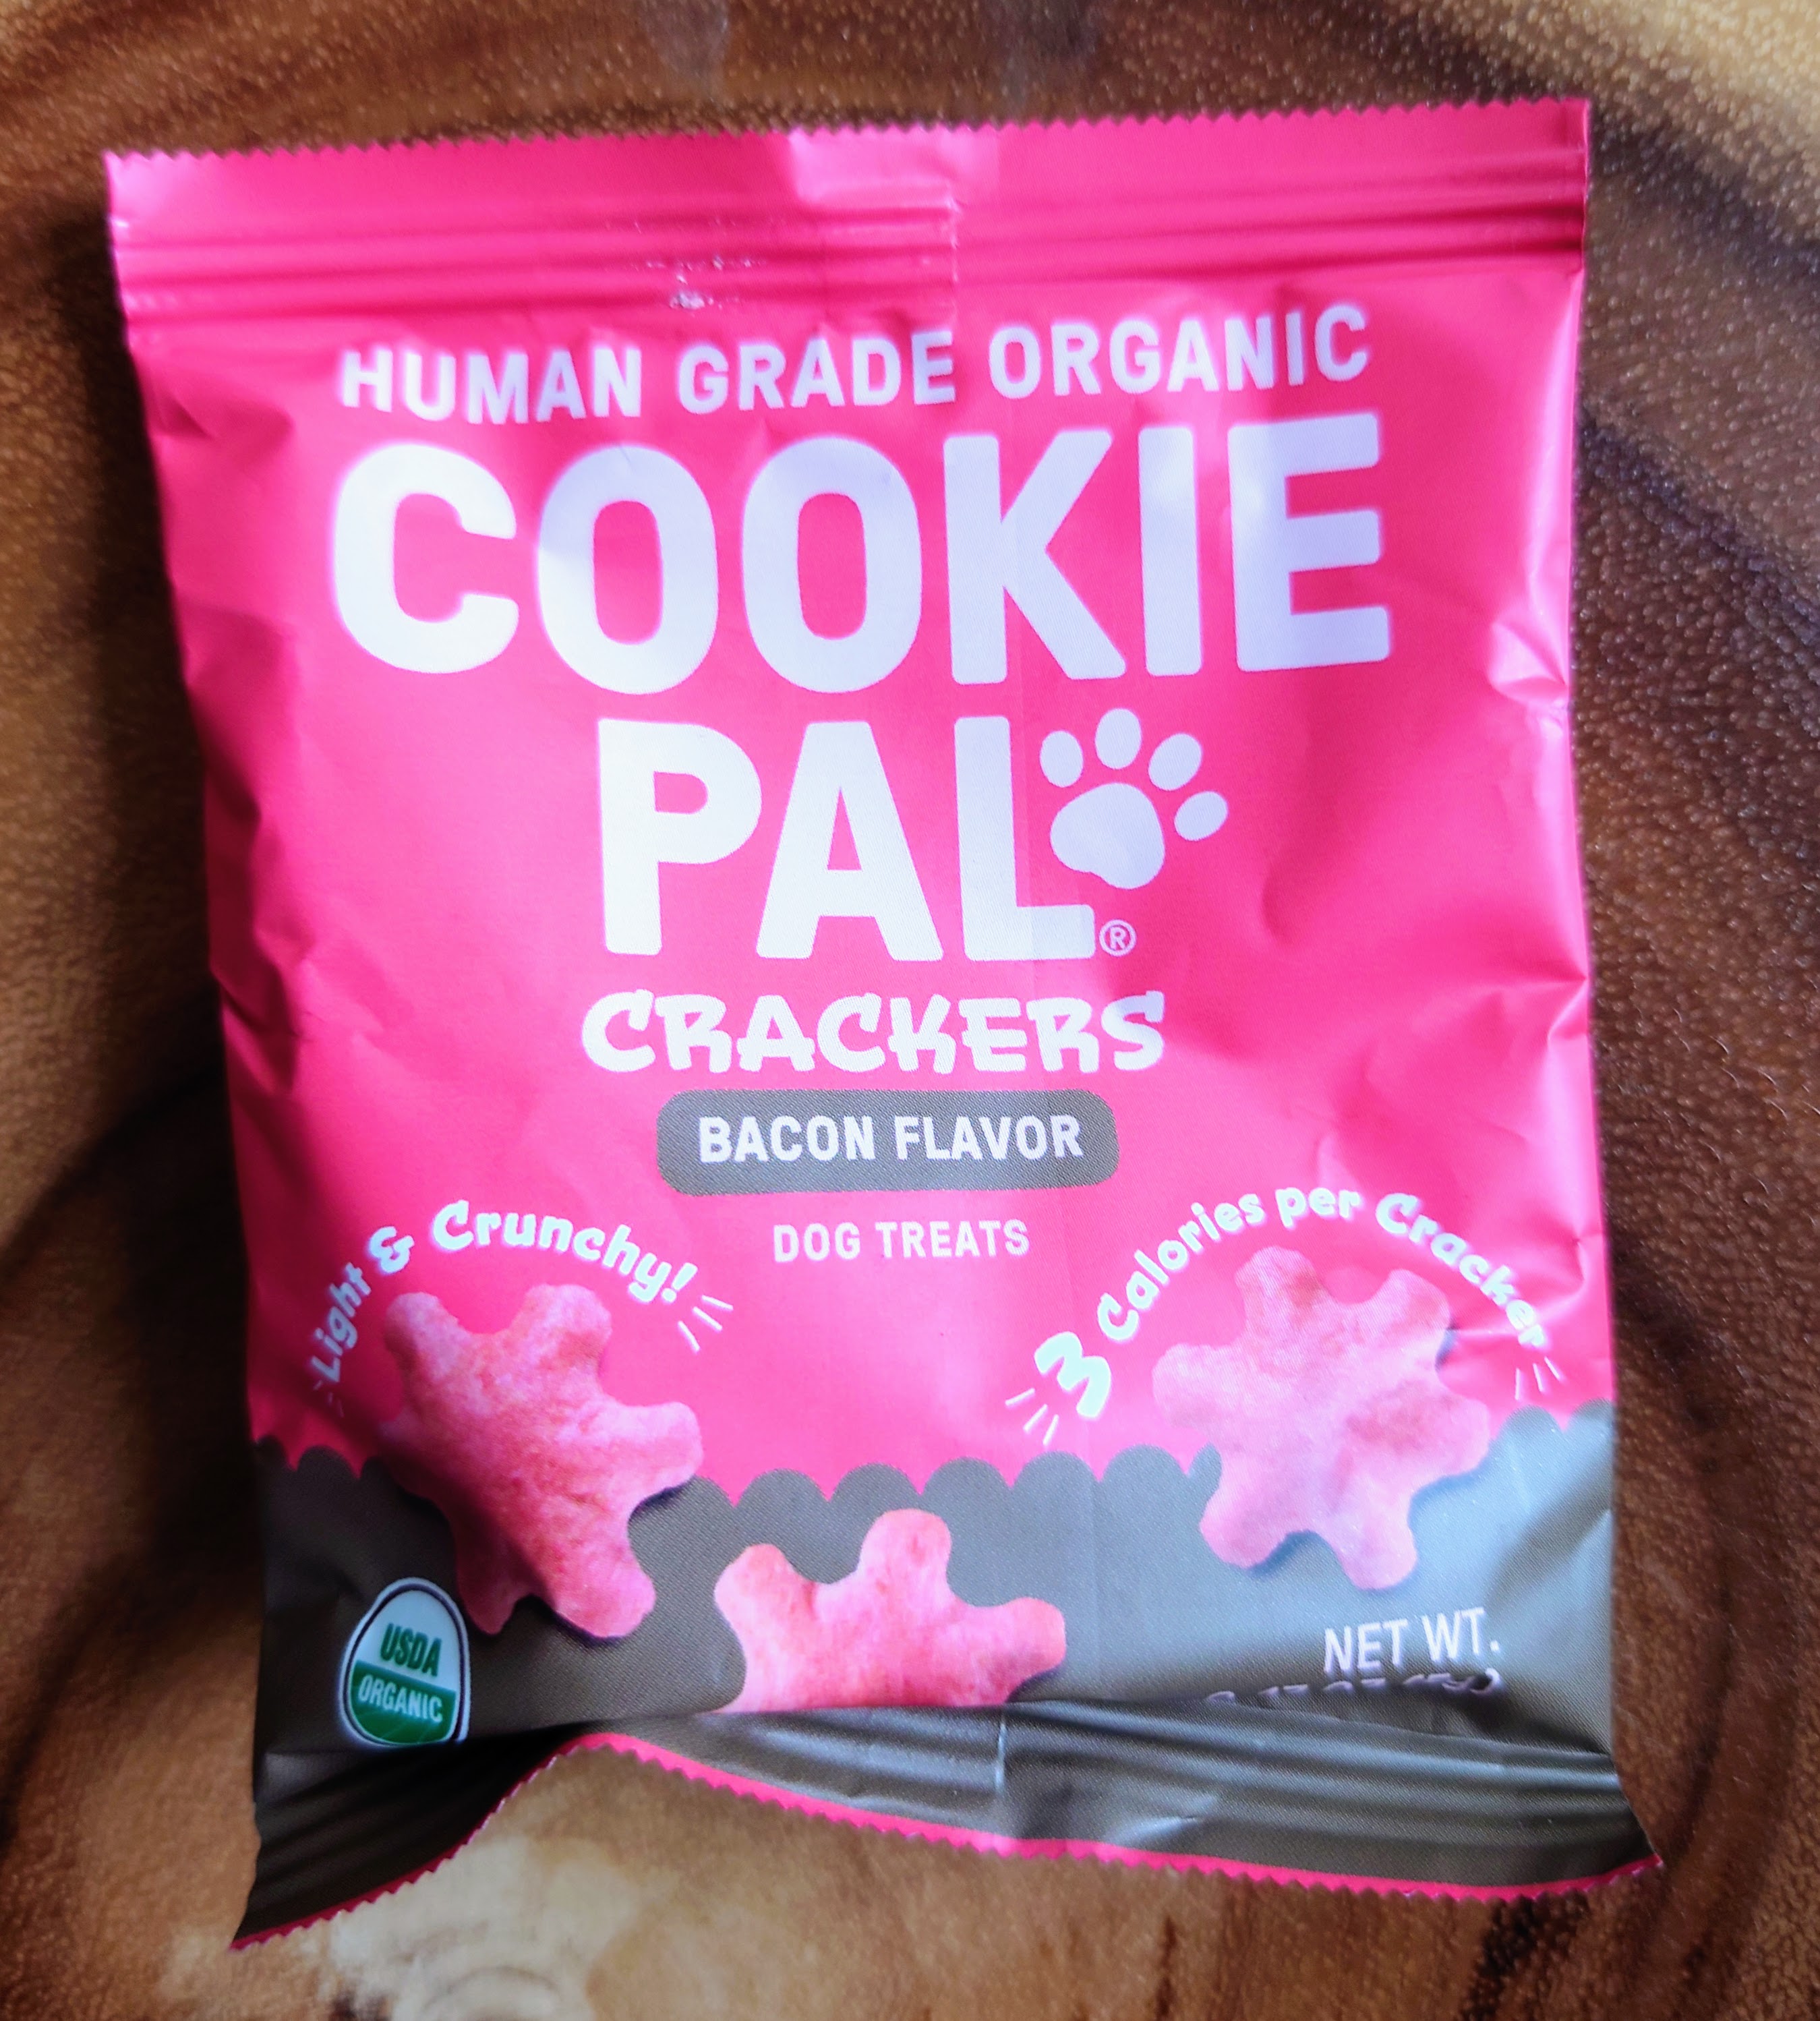 HUMAN GRADE ORGANIC
COOKIE
PAL®
CRACKERS
BACON FLAVOR
DOG TREATS
Light & Crunchy!
3 Calories per Cracker
USDA
ORGANIC
NET WT.